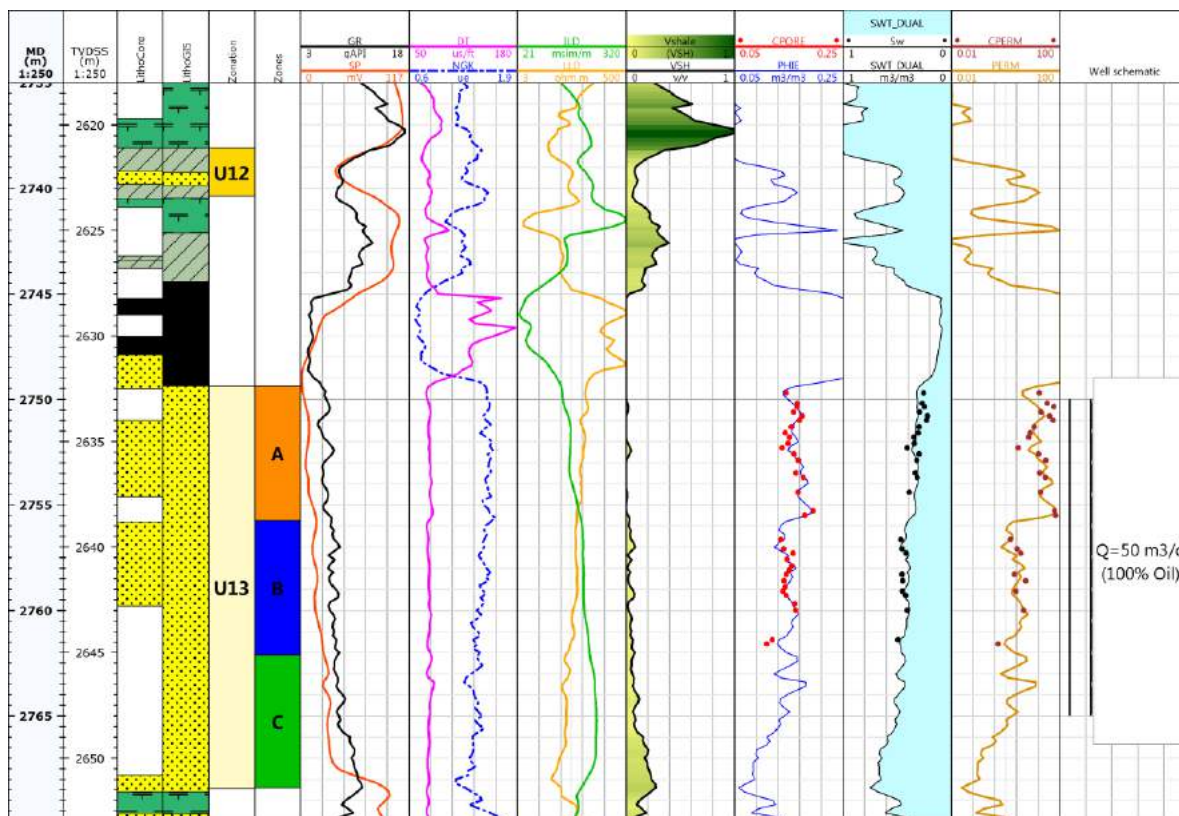 SWT_DUAL
GR
DT
ILD
Vshale
CPORE
Sw
CPERM
MD
(m)
1:250
TVDSS
(m)
1:250
LithoCore
LithoGIS
Zonation
Zones
3 gAPI 18
50 us/ft 180
21 msim/m 320
0 (VSH) 1
0.05 0.25
1 0
0.01 100
Well schematic
SP
NGK
LLD
VSH
PHIE
SWT_DUAL
PERM
0 mV 117
0.6 ue 1.9
3 ohm.m 500
0 v/v 1
0.05 m3/m3 0.25
1 m3/m3 0
0.01 100
2735
2620
U12
2740
2625
2745
2630
2750
2635
A
2755
2640
Q=50 m3/d
(100% Oil)
U13
B
2760
2645
2765
C
2650